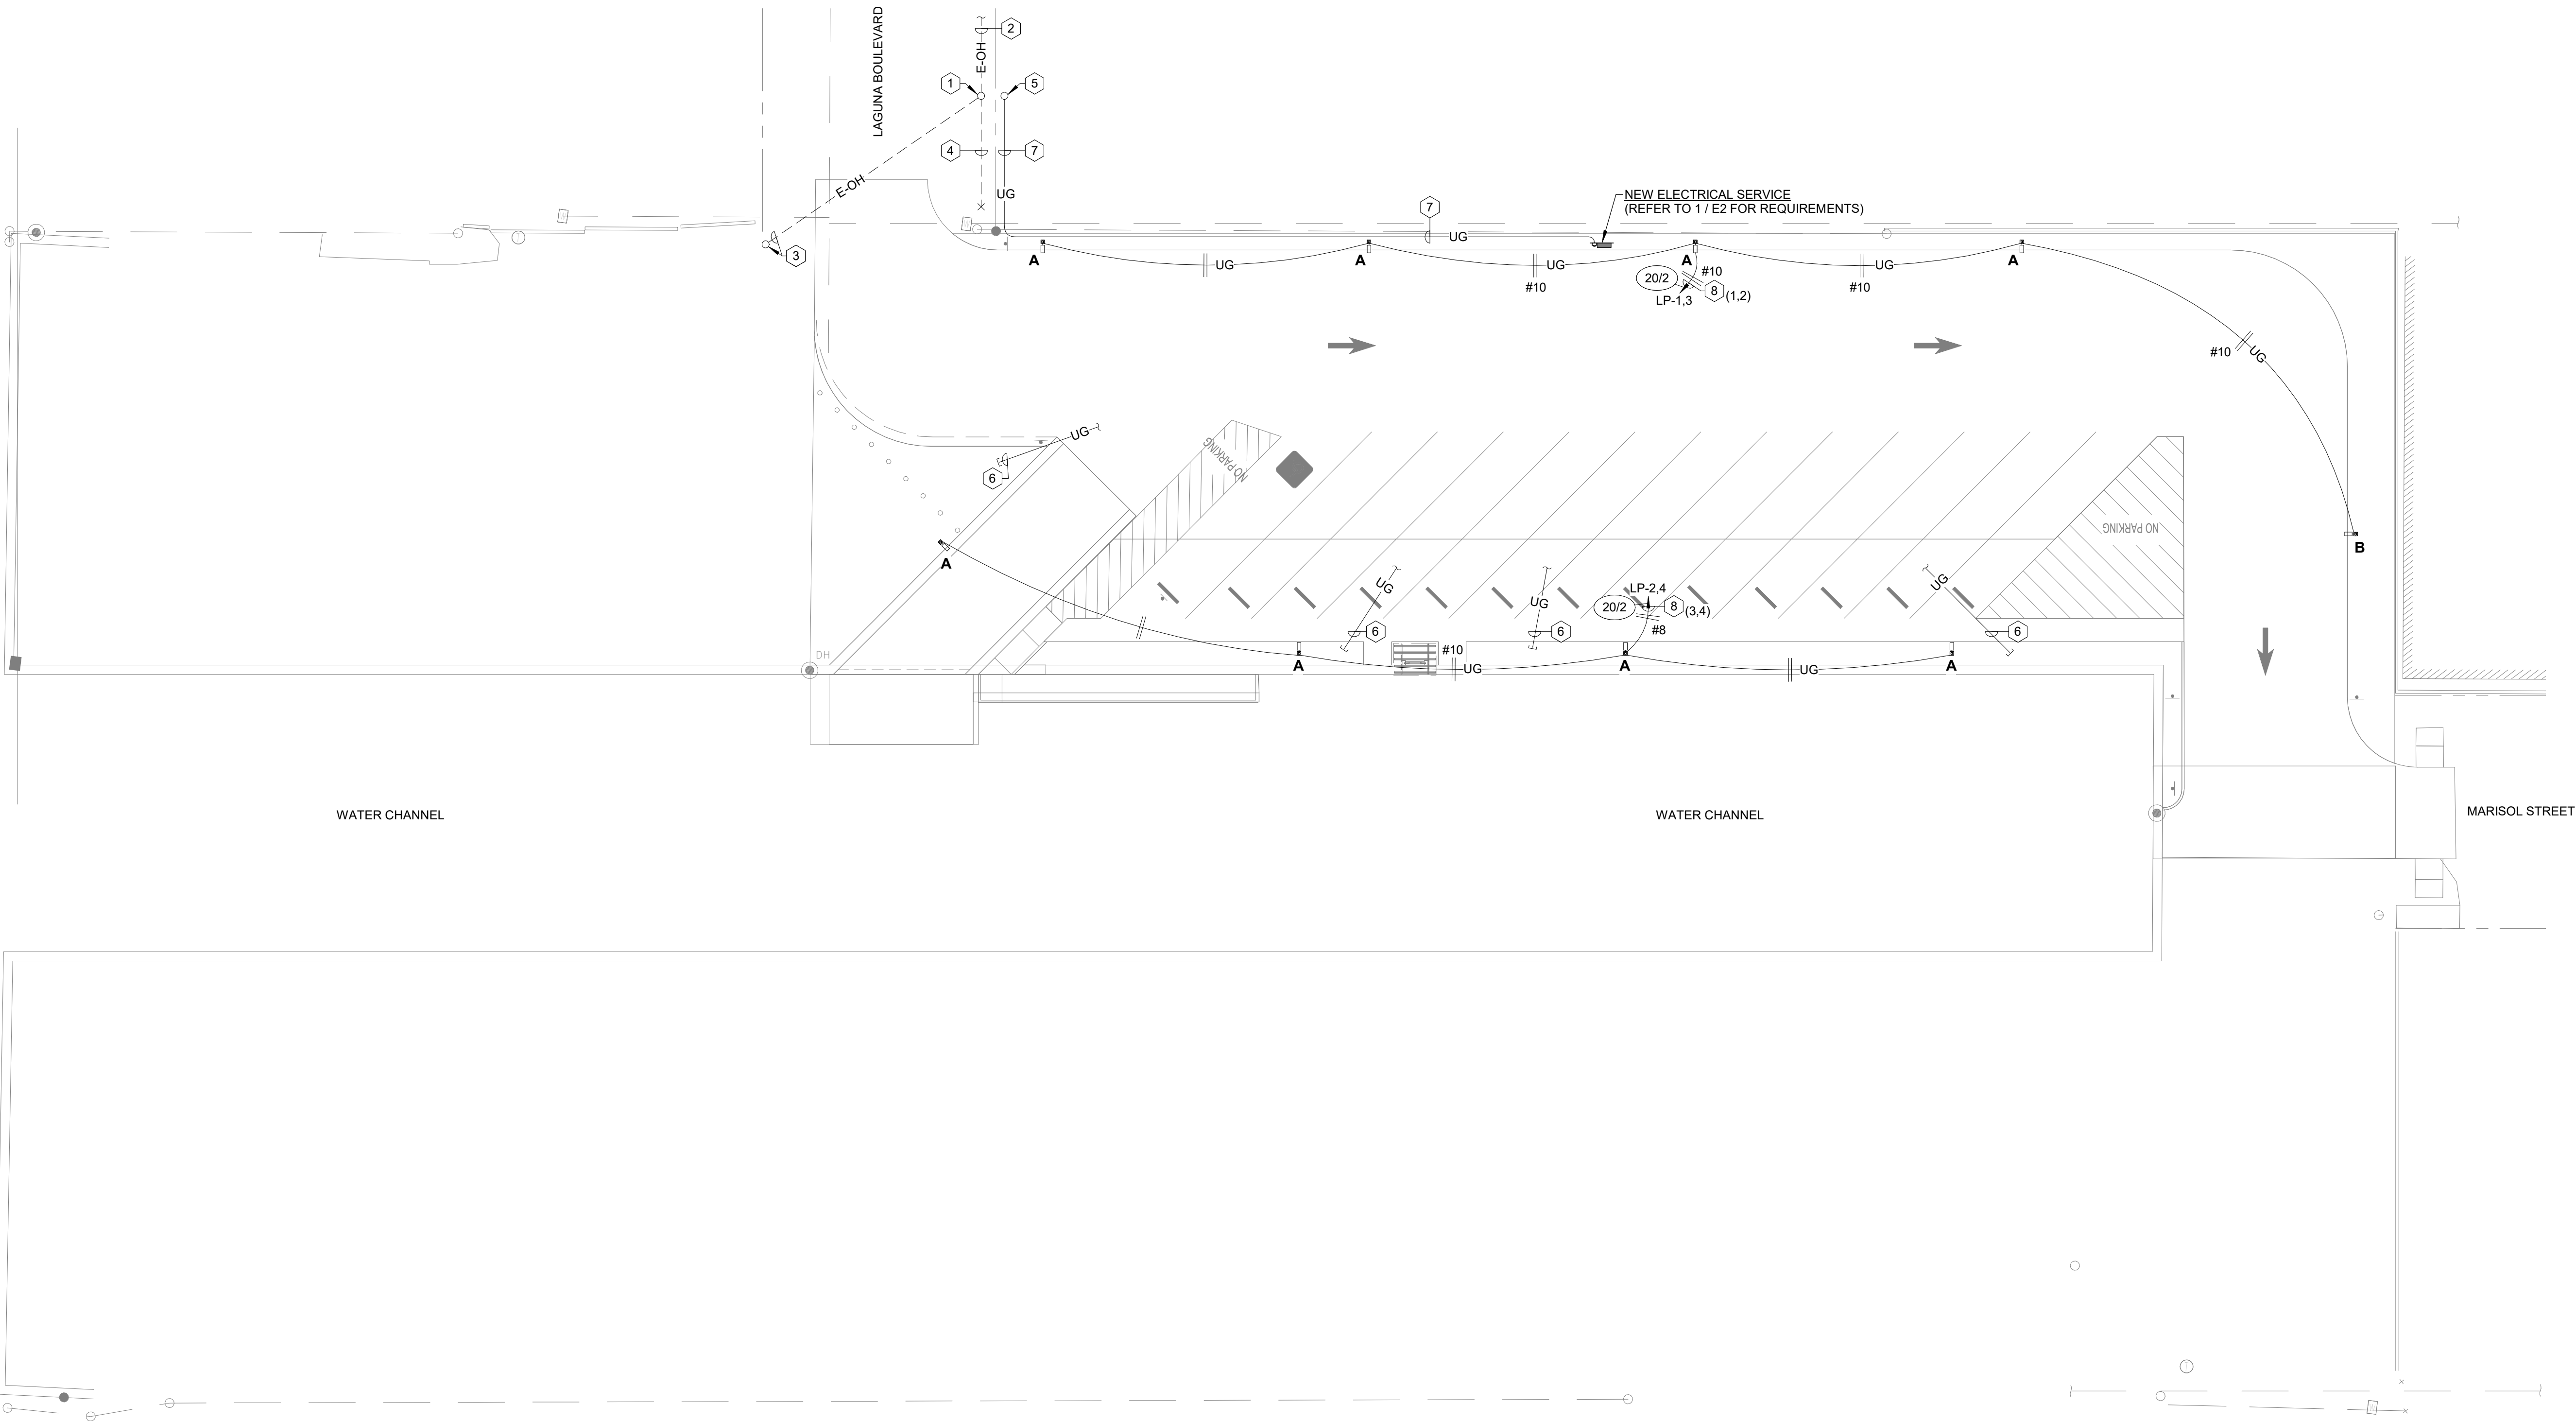 LAGUNA BOULEVARD
2
E-OH
1
5
4
7
E-OH
UG
3
NEW ELECTRICAL SERVICE
(REFER TO 1 / E2 FOR REQUIREMENTS)
7
UG
A
A
A
A
UG
UG
UG
#10
#10
#10
20/2
8 (1,2)
LP-1,3
#10
UG
UG
6
NO PARKING
NO PARKING
A
B
UG
UG
UG
LP-2,4
20/2
8 (3,4)
#8
6
6
6
#10
DH
A
A
A
UG
UG
WATER CHANNEL
WATER CHANNEL
MARISOL STREET